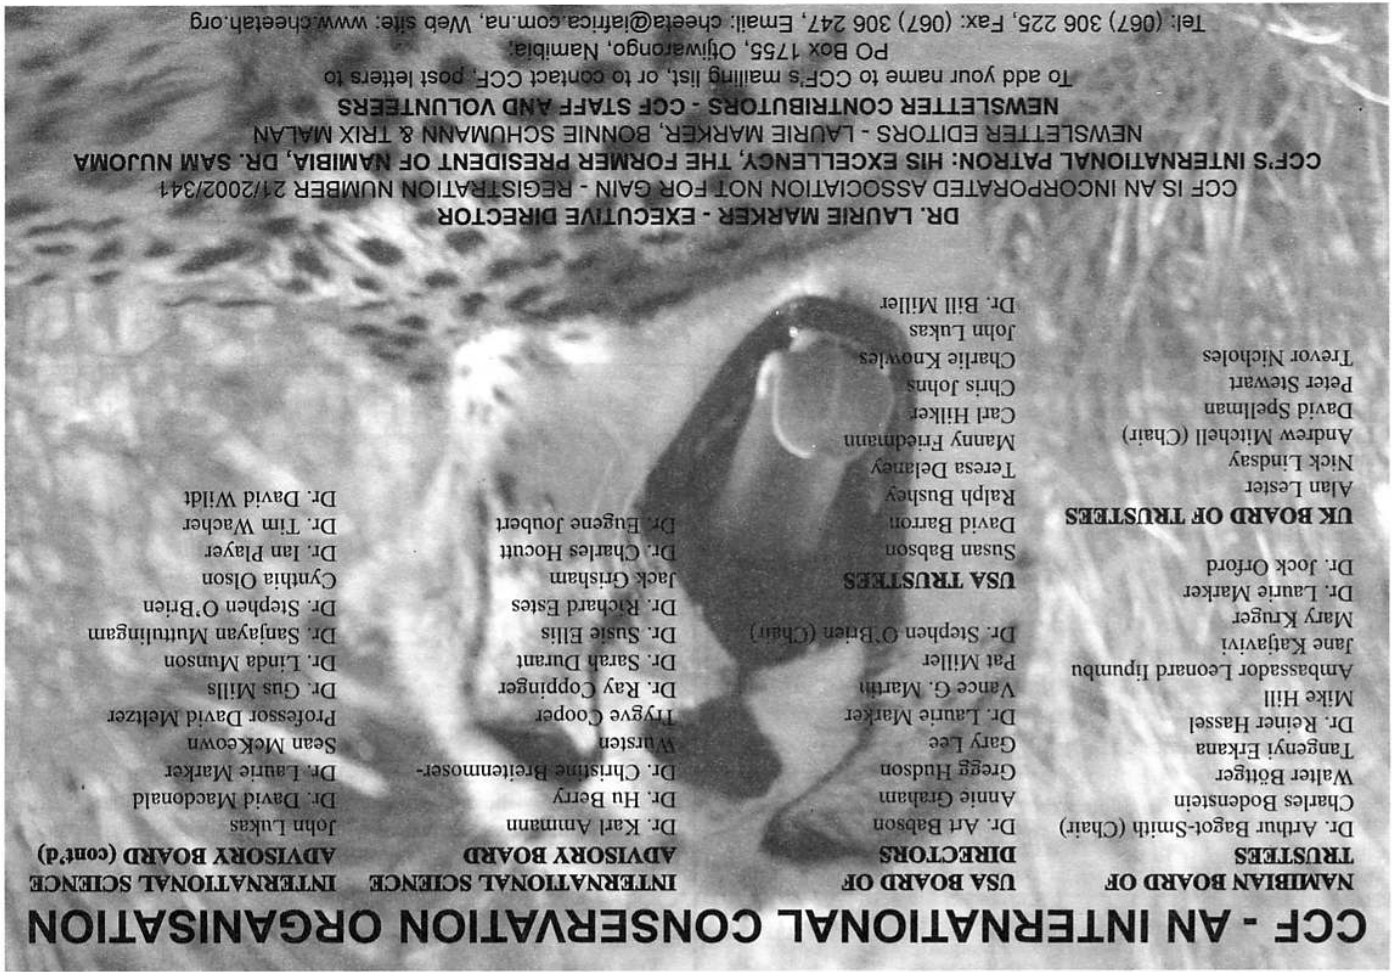 CCF - AN INTERNATIONAL CONSERVATION ORGANISATION
NAMIBIAN BOARD OF
TRUSTEES
Dr. Arthur Bagot-Smith (Chair)
Charles Bodenstein
Walter Böttger
Tangenyi Erkana
Dr. Reiner Hassel
Mike Hill
Ambassador Leonard Iipumbu
Jane Katjavivi
Mary Kruger
Dr. Laurie Marker
Dr. Jock Orford
UK BOARD OF TRUSTEES
Alan Lester
Nick Lindsay
Andrew Mitchell (Chair)
David Spellman
Peter Stewart
Trevor Nicholes
USA BOARD OF
DIRECTORS
Dr. Art Babson
Annie Graham
Gregg Hudson
Gary Lee
Dr. Laurie Marker
Vance G. Martin
Pat Miller
Dr. Stephen O'Brien (Chair)
USA TRUSTEES
Susan Babson
David Barron
Ralph Bushey
Teresa Delaney
Manny Friedmann
Carl Hilker
Chris Johns
Charlie Knowles
John Lukas
Dr. Bill Miller
INTERNATIONAL SCIENCE
ADVISORY BOARD
Dr. Karl Ammann
Dr. Hu Berry
Dr. Christine Breitenmoser-
Wursten
Trygve Cooper
Dr. Ray Coppinger
Dr. Sarah Durant
Dr. Susie Ellis
Dr. Richard Estes
Jack Grisham
Dr. Charles Hocutt
Dr. Eugene Joubert
INTERNATIONAL SCIENCE
ADVISORY BOARD (cont'd)
John Lukas
Dr. David Macdonald
Dr. Laurie Marker
Sean McKeown
Professor David Meltzer
Dr. Gus Mills
Dr. Linda Munson
Dr. Sanjayan Muttulingam
Dr. Stephen O'Brien
Cynthia Olson
Dr. Ian Player
Dr. Tim Wacher
Dr. David Wildt
DR. LAURIE MARKER - EXECUTIVE DIRECTOR
CCF IS AN INCORPORATED ASSOCIATION NOT FOR GAIN - REGISTRATION NUMBER 21/2002/341
CCF'S INTERNATIONAL PATRON: HIS EXCELLENCY, THE FORMER PRESIDENT OF NAMIBIA, DR. SAM NUJOMA
NEWSLETTER EDITORS - LAURIE MARKER, BONNIE SCHUMANN & TRIX MALAN
NEWSLETTER CONTRIBUTORS - CCF STAFF AND VOLUNTEERS
To add your name to CCF's mailing list, or to contact CCF, post letters to
PO Box 1755, Otjiwarongo, Namibia;
Tel: (067) 306 225, Fax: (067) 306 247, Email: cheeta@iafrica.com.na, Web site: www.cheetah.org